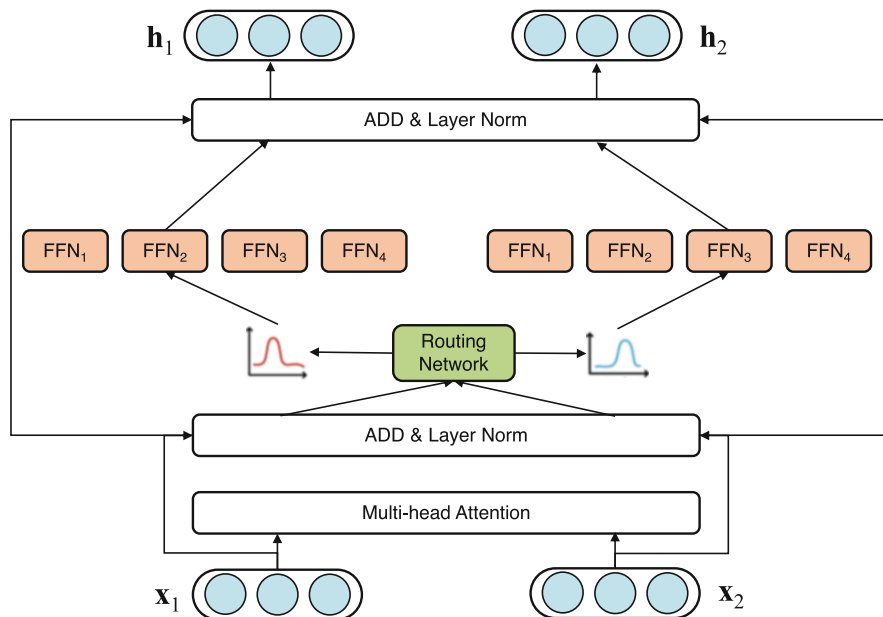 h₁
h₂
ADD & Layer Norm
FFN₁ FFN₂ FFN₃ FFN₄ FFN₁ FFN₂ FFN₃ FFN₄
Routing
Network
ADD & Layer Norm
Multi-head Attention
x₁
x₂